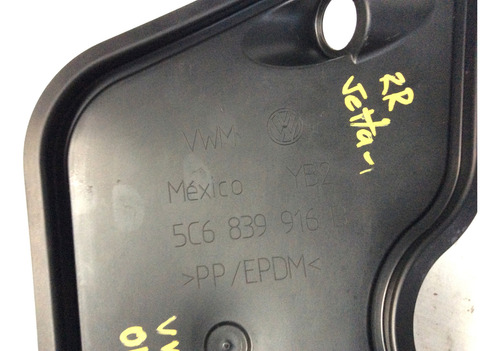 RR
Jetta
VWM
México Y52
5C6 839 916
>PP/EPDM<